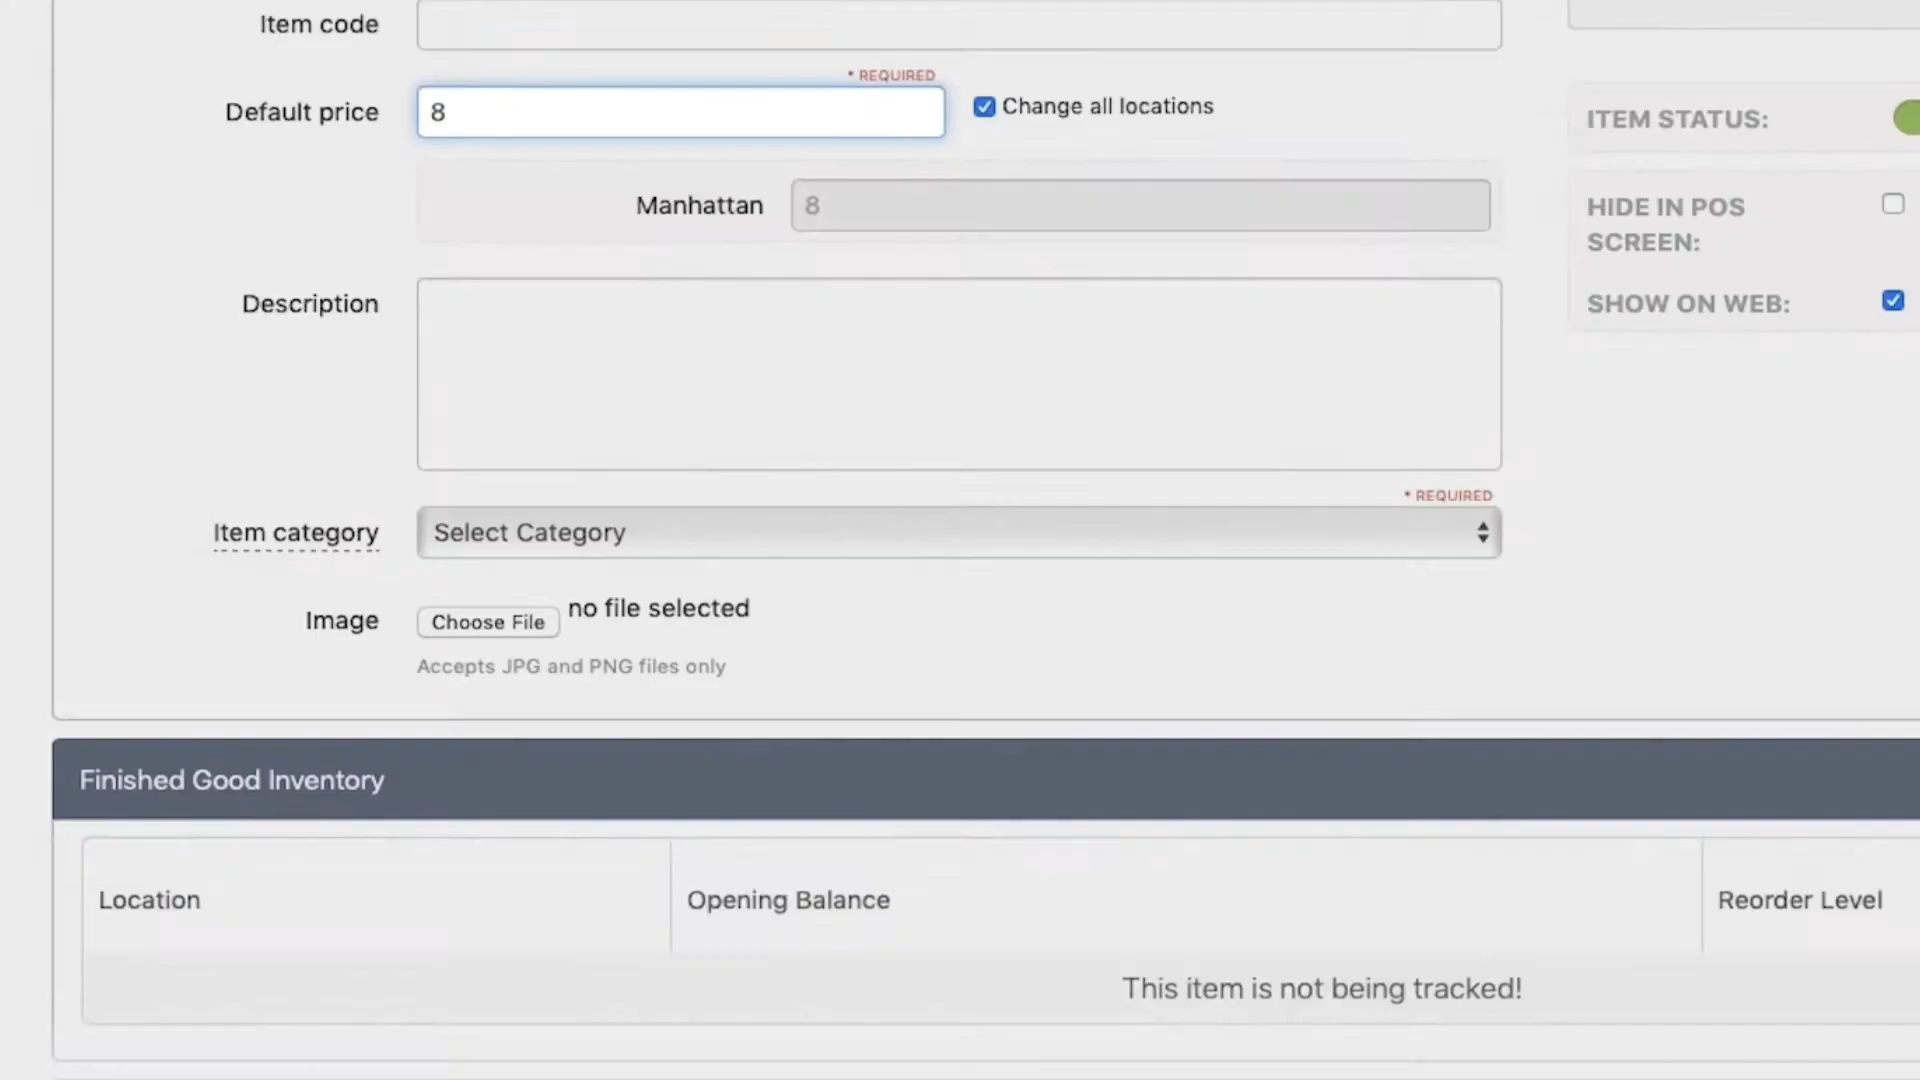 Item code
* REQUIRED
Default price
8
Change all locations
Manhattan
8
Description
* REQUIRED
Item category
Select Category
Image
Choose File
no file selected
Accepts JPG and PNG files only
ITEM STATUS:
HIDE IN POS
SCREEN:
SHOW ON WEB:
Finished Good Inventory
Location
Opening Balance
Reorder Level
This item is not being tracked!